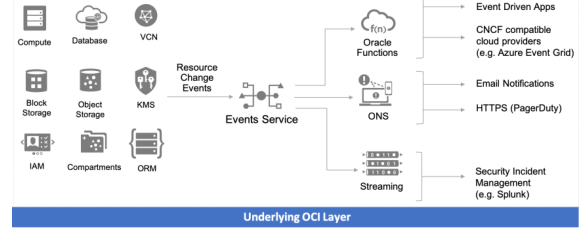 Compute
Database
VCN
Block
Storage
Object
Storage
KMS
IAM
Compartments
ORM
Resource
Change
Events
Events Service
f(n)
Oracle
Functions
ONS
Streaming
Event Driven Apps
CNCF compatible
cloud providers
(e.g. Azure Event Grid)
Email Notifications
HTTPS (PagerDuty)
Security Incident
Management
(e.g. Splunk)
Underlying OCI Layer